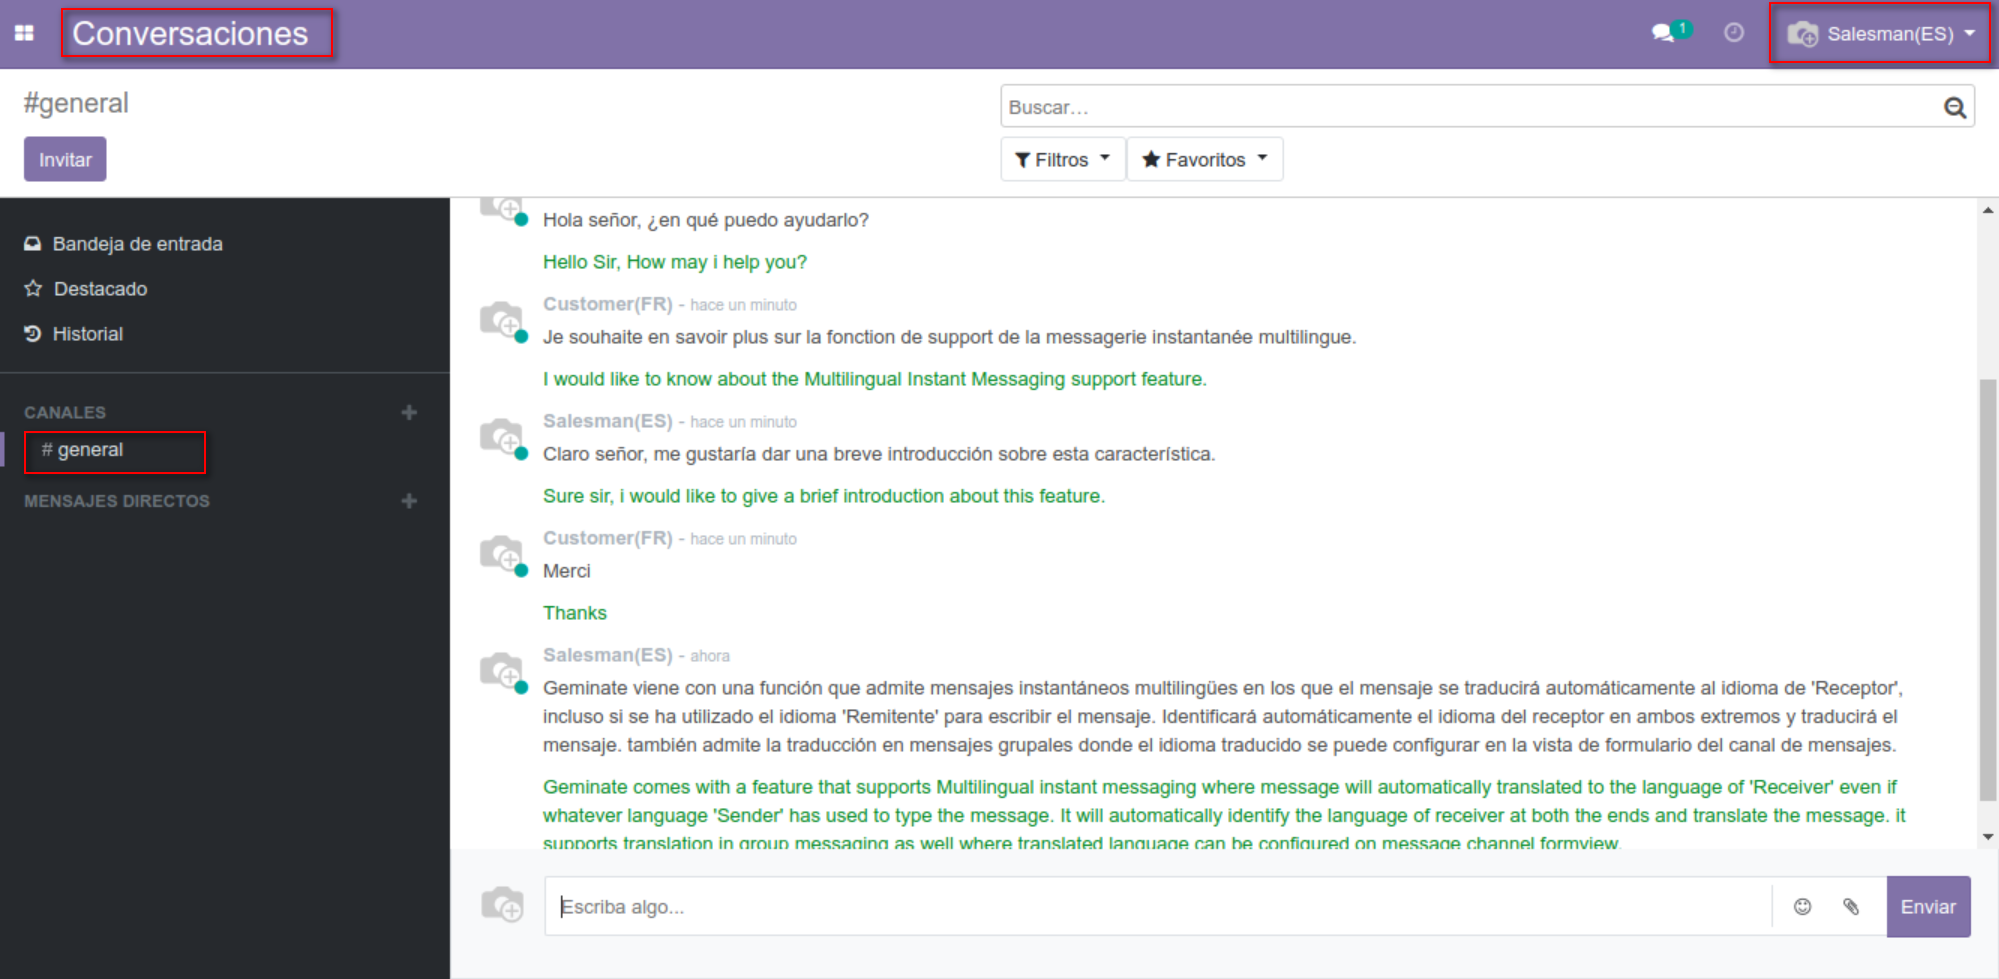 Conversaciones
1
Salesman(ES)
#general
Buscar...
Invitar
Filtros
Favoritos
Bandeja de entrada
Destacado
Historial
CANALES
# general
MENSAJES DIRECTOS
Hola señor, ¿en qué puedo ayudarlo?
Hello Sir, How may i help you?
Customer(FR) - hace un minuto
Je souhaite en savoir plus sur la fonction de support de la messagerie instantanée multilingue.
I would like to know about the Multilingual Instant Messaging support feature.
Salesman(ES) - hace un minuto
Claro señor, me gustaría dar una breve introducción sobre esta característica.
Sure sir, i would like to give a brief introduction about this feature.
Customer(FR) - hace un minuto
Merci
Thanks
Salesman(ES) - ahora
Geminate viene con una función que admite mensajes instantáneos multilingües en los que el mensaje se traducirá automáticamente al idioma de 'Receptor',
incluso si se ha utilizado el idioma 'Remitente' para escribir el mensaje. Identificará automáticamente el idioma del receptor en ambos extremos y traducirá el
mensaje. también admite la traducción en mensajes grupales donde el idioma traducido se puede configurar en la vista de formulario del canal de mensajes.
Geminate comes with a feature that supports Multilingual instant messaging where message will automatically translated to the language of 'Receiver' even if
whatever language 'Sender' has used to type the message. It will automatically identify the language of receiver at both the ends and translate the message. it
supports translation in group messaging as well where translated language can be configured on message channel formview.
Escriba algo...
Enviar